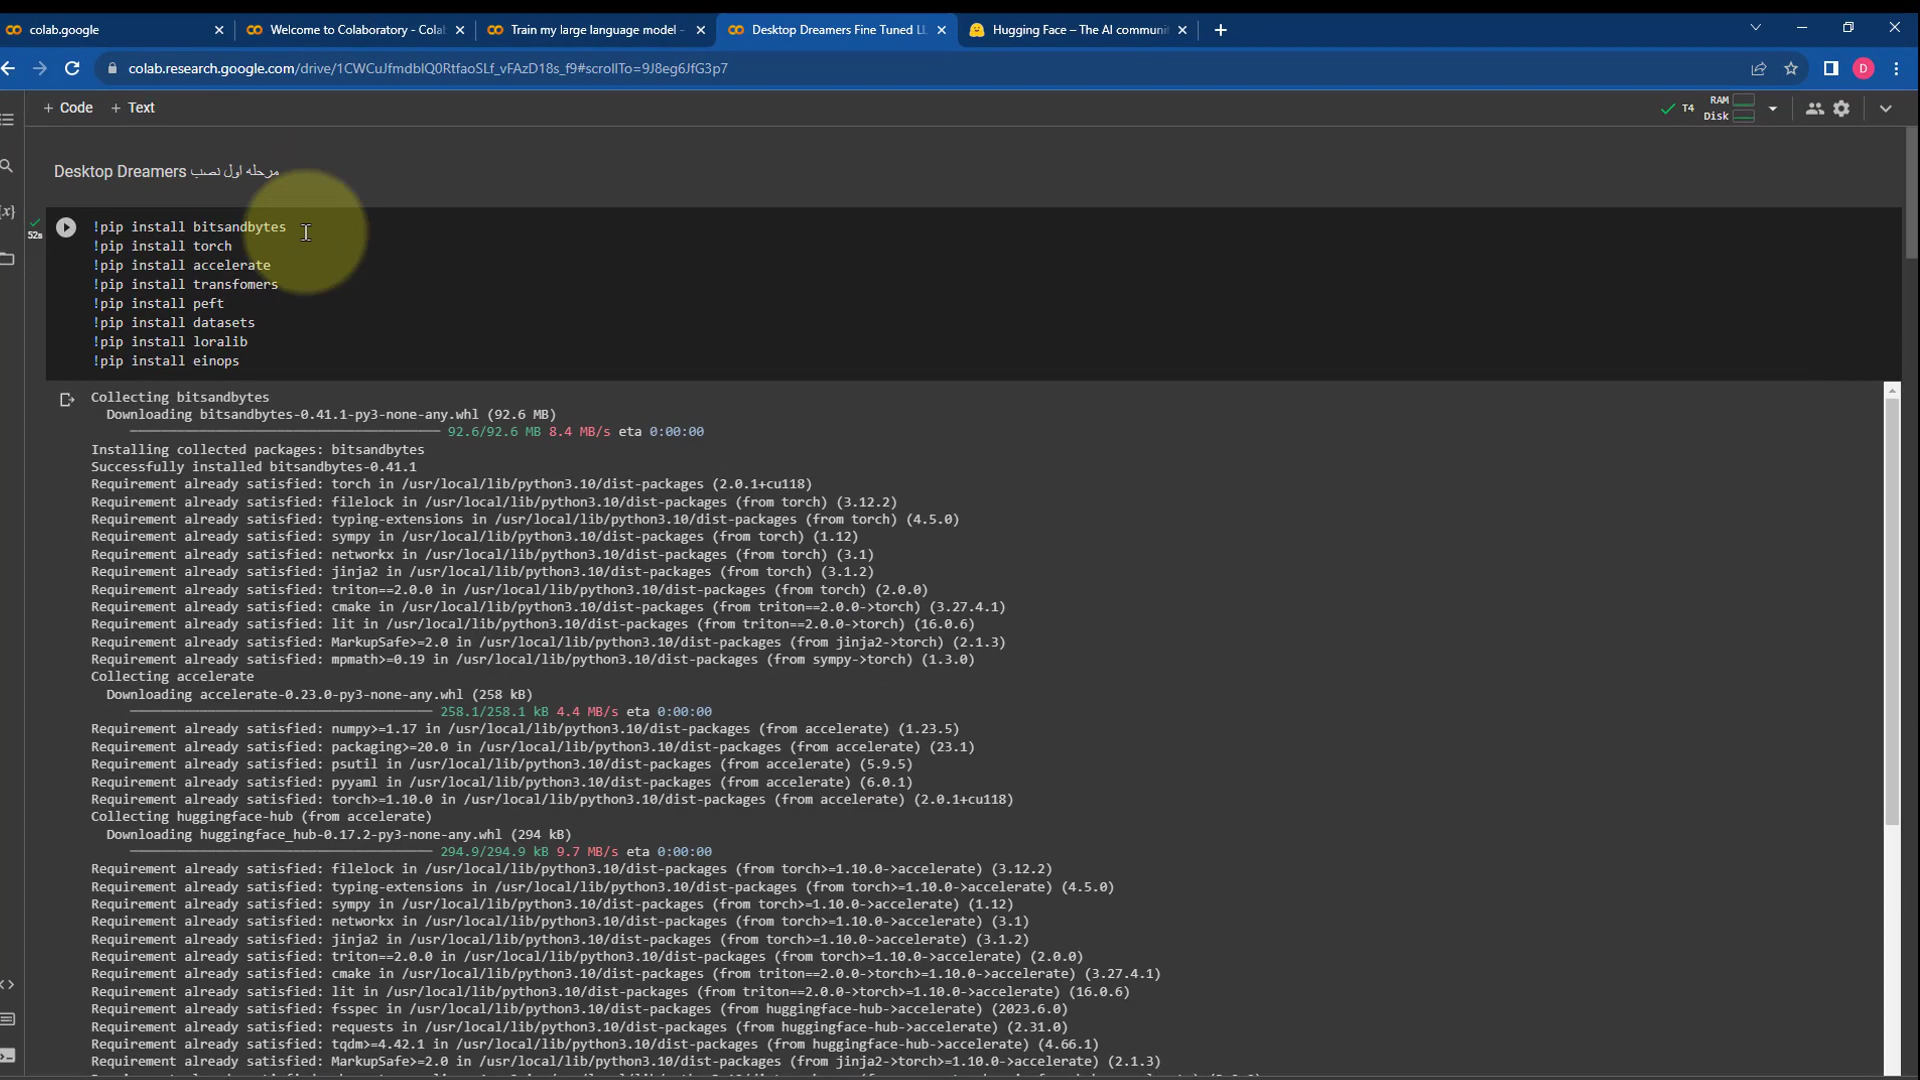 colab.google
Welcome to Colaboratory - Cola
Train my large language model -
Desktop Dreamers Fine Tuned LL
Hugging Face – The AI communit
colab.research.google.com/drive/1CWCuJfmdblQ0RtfaoSLf_vFAzD18s_f9#scrollTo=9J8eg6JfG3p7
D
+ Code + Text
T4
RAM
Disk
Desktop Dreamers مرحله اول نصب
{x}
52s
!pip install bitsandbytes
!pip install torch
!pip install accelerate
!pip install transfomers
!pip install peft
!pip install datasets
!pip install loralib
!pip install einops
Collecting bitsandbytes
Downloading bitsandbytes-0.41.1-py3-none-any.whl (92.6 MB)
92.6/92.6 MB 8.4 MB/s eta 0:00:00
Installing collected packages: bitsandbytes
Successfully installed bitsandbytes-0.41.1
Requirement already satisfied: torch in /usr/local/lib/python3.10/dist-packages (2.0.1+cu118)
Requirement already satisfied: filelock in /usr/local/lib/python3.10/dist-packages (from torch) (3.12.2)
Requirement already satisfied: typing-extensions in /usr/local/lib/python3.10/dist-packages (from torch) (4.5.0)
Requirement already satisfied: sympy in /usr/local/lib/python3.10/dist-packages (from torch) (1.12)
Requirement already satisfied: networkx in /usr/local/lib/python3.10/dist-packages (from torch) (3.1)
Requirement already satisfied: jinja2 in /usr/local/lib/python3.10/dist-packages (from torch) (3.1.2)
Requirement already satisfied: triton==2.0.0 in /usr/local/lib/python3.10/dist-packages (from torch) (2.0.0)
Requirement already satisfied: cmake in /usr/local/lib/python3.10/dist-packages (from triton==2.0.0->torch) (3.27.4.1)
Requirement already satisfied: lit in /usr/local/lib/python3.10/dist-packages (from triton==2.0.0->torch) (16.0.6)
Requirement already satisfied: MarkupSafe>=2.0 in /usr/local/lib/python3.10/dist-packages (from jinja2->torch) (2.1.3)
Requirement already satisfied: mpmath>=0.19 in /usr/local/lib/python3.10/dist-packages (from sympy->torch) (1.3.0)
Collecting accelerate
Downloading accelerate-0.23.0-py3-none-any.whl (258 kB)
258.1/258.1 kB 4.4 MB/s eta 0:00:00
Requirement already satisfied: numpy>=1.17 in /usr/local/lib/python3.10/dist-packages (from accelerate) (1.23.5)
Requirement already satisfied: packaging>=20.0 in /usr/local/lib/python3.10/dist-packages (from accelerate) (23.1)
Requirement already satisfied: psutil in /usr/local/lib/python3.10/dist-packages (from accelerate) (5.9.5)
Requirement already satisfied: pyyaml in /usr/local/lib/python3.10/dist-packages (from accelerate) (6.0.1)
Requirement already satisfied: torch>=1.10.0 in /usr/local/lib/python3.10/dist-packages (from accelerate) (2.0.1+cu118)
Collecting huggingface-hub (from accelerate)
Downloading huggingface_hub-0.17.2-py3-none-any.whl (294 kB)
294.9/294.9 kB 9.7 MB/s eta 0:00:00
Requirement already satisfied: filelock in /usr/local/lib/python3.10/dist-packages (from torch>=1.10.0->accelerate) (3.12.2)
Requirement already satisfied: typing-extensions in /usr/local/lib/python3.10/dist-packages (from torch>=1.10.0->accelerate) (4.5.0)
Requirement already satisfied: sympy in /usr/local/lib/python3.10/dist-packages (from torch>=1.10.0->accelerate) (1.12)
Requirement already satisfied: networkx in /usr/local/lib/python3.10/dist-packages (from torch>=1.10.0->accelerate) (3.1)
Requirement already satisfied: jinja2 in /usr/local/lib/python3.10/dist-packages (from torch>=1.10.0->accelerate) (3.1.2)
Requirement already satisfied: triton==2.0.0 in /usr/local/lib/python3.10/dist-packages (from torch>=1.10.0->accelerate) (2.0.0)
Requirement already satisfied: cmake in /usr/local/lib/python3.10/dist-packages (from triton==2.0.0->torch>=1.10.0->accelerate) (3.27.4.1)
Requirement already satisfied: lit in /usr/local/lib/python3.10/dist-packages (from triton==2.0.0->torch>=1.10.0->accelerate) (16.0.6)
Requirement already satisfied: fsspec in /usr/local/lib/python3.10/dist-packages (from huggingface-hub->accelerate) (2023.6.0)
Requirement already satisfied: requests in /usr/local/lib/python3.10/dist-packages (from huggingface-hub->accelerate) (2.31.0)
Requirement already satisfied: tqdm>=4.42.1 in /usr/local/lib/python3.10/dist-packages (from huggingface-hub->accelerate) (4.66.1)
Requirement already satisfied: MarkupSafe>=2.0 in /usr/local/lib/python3.10/dist-packages (from jinja2->torch>=1.10.0->accelerate) (2.1.3)